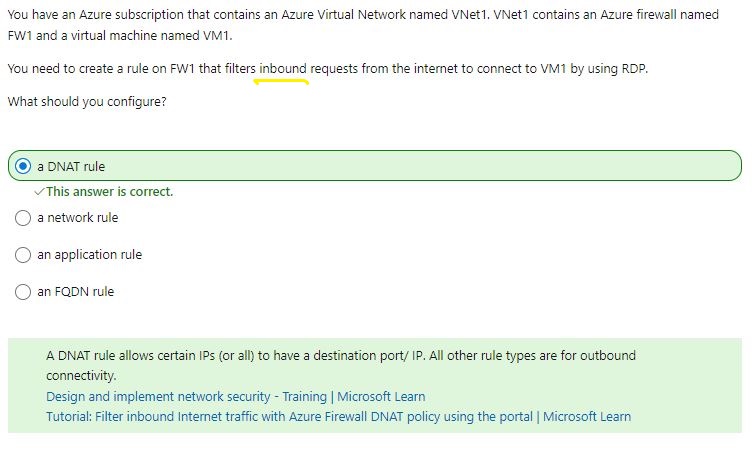 You have an Azure subscription that contains an Azure Virtual Network named VNet1. VNet1 contains an Azure firewall named
FW1 and a virtual machine named VM1.
You need to create a rule on FW1 that filters inbound requests from the internet to connect to VM1 by using RDP.
What should you configure?
a DNAT rule
This answer is correct.
a network rule
an application rule
an FQDN rule
A DNAT rule allows certain IPs (or all) to have a destination port/ IP. All other rule types are for outbound
connectivity.
Design and implement network security - Training | Microsoft Learn
Tutorial: Filter inbound Internet traffic with Azure Firewall DNAT policy using the portal | Microsoft Learn